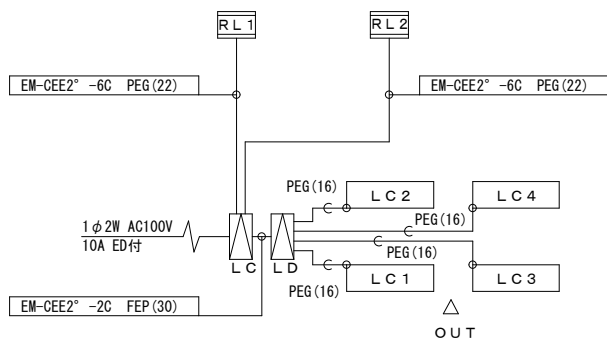 RL1
RL2
EM-CEE2° -6C PEG(22)
EM-CEE2° -6C PEG(22)
PEG(16)
LC2
LC4
PEG(16)
1φ2W AC100V
10A ED付
LC
LD
PEG(16)
LC1
LC3
PEG(16)
EM-CEE2° -2C FEP(30)
OUT